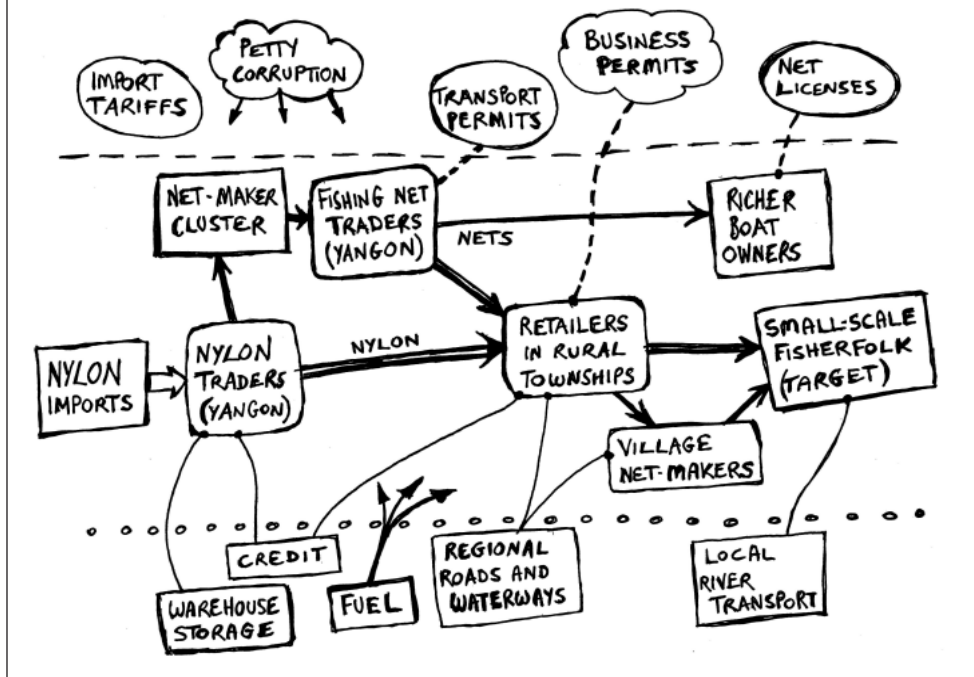 IMPORT
TARIFFS
PETTY
CORRUPTION
TRANSPORT
PERMITS
BUSINESS
PERMITS
NET
LICENSES
NET-MAKER
CLUSTER
FISHING NET
TRADERS
(YANGON)
NETS
RICHER
BOAT
OWNERS
NYLON
IMPORTS
NYLON
TRADERS
(YANGON)
NYLON
RETAILERS
IN RURAL
TOWNSHIPS
SMALL-SCALE
FISHERFOLK
(TARGET)
VILLAGE
NET-MAKERS
WAREHOUSE
STORAGE
CREDIT
FUEL
REGIONAL
ROADS AND
WATERWAYS
LOCAL
RIVER
TRANSPORT